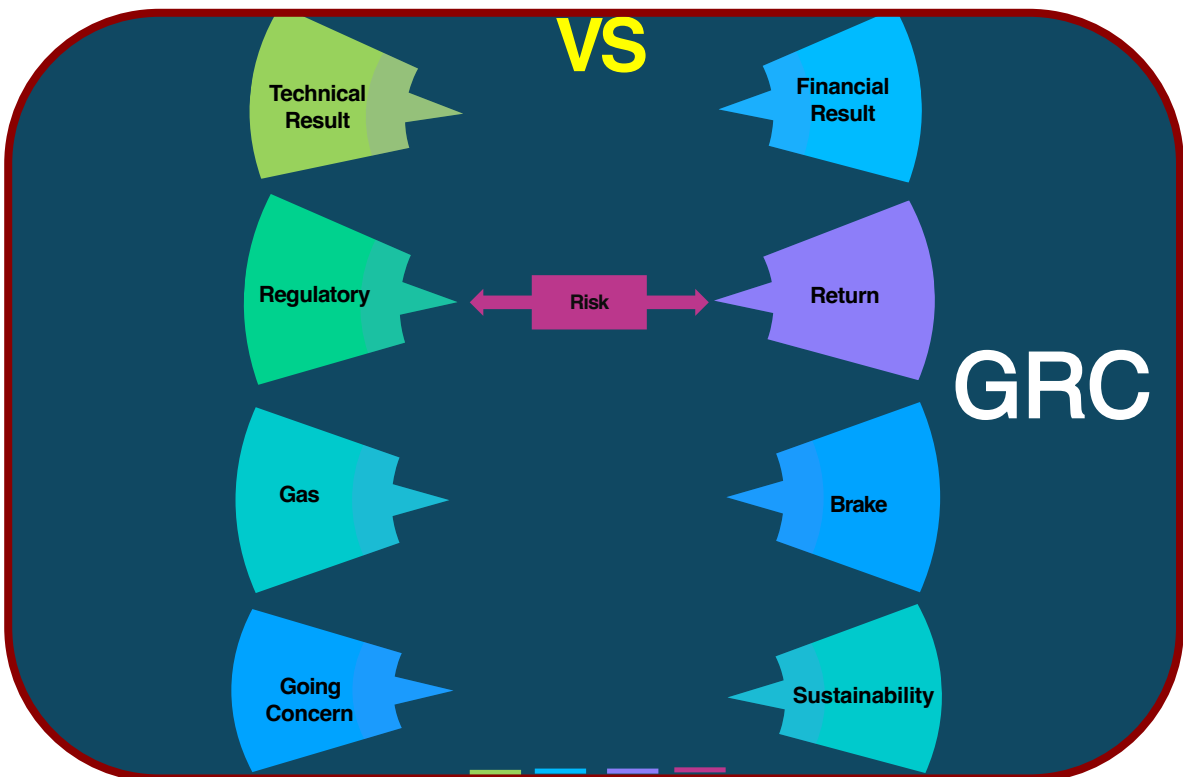 VS
Technical
Result
Financial
Result
Regulatory
Risk
Return
GRC
Gas
Brake
Going
Concern
Sustainability